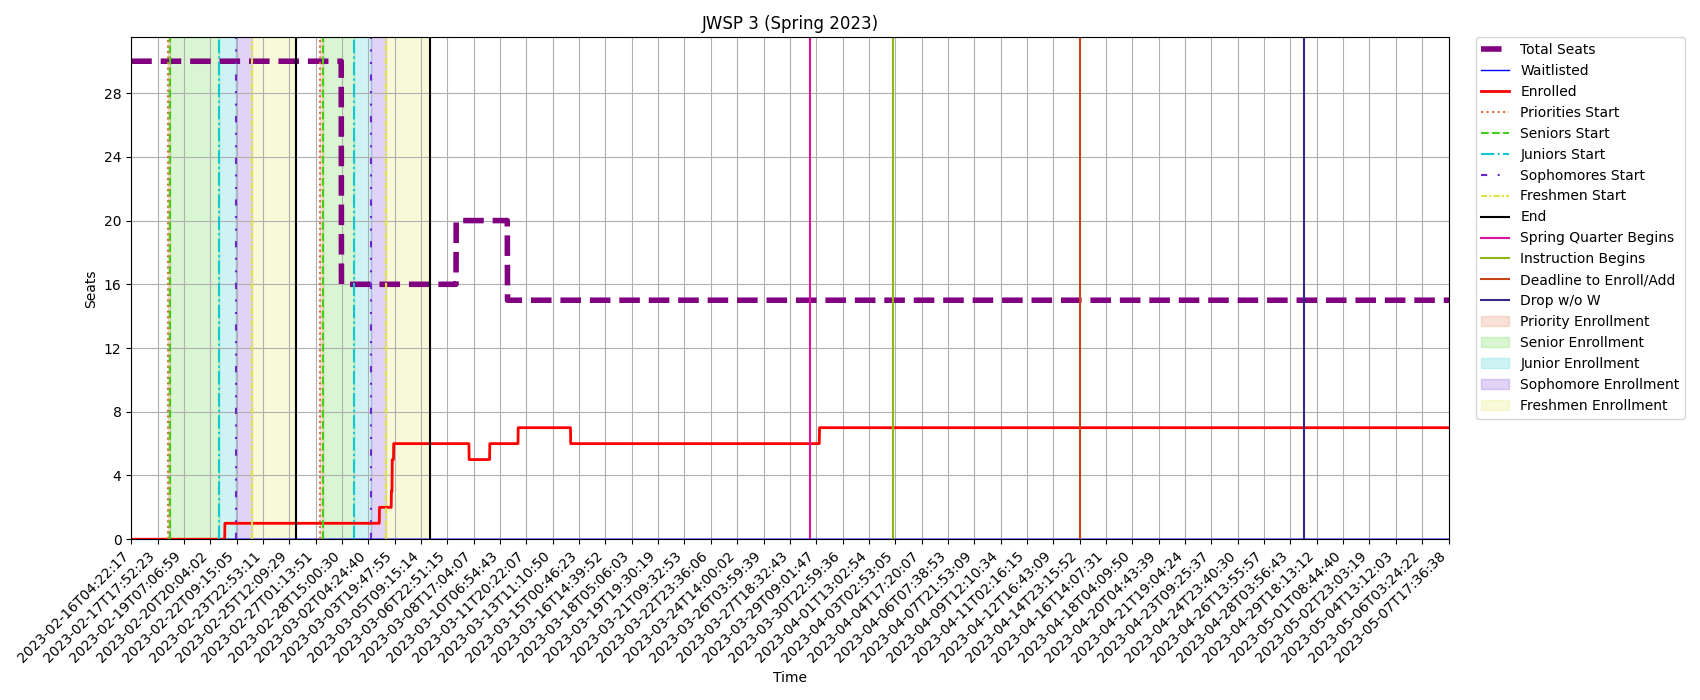 JWSP 3 (Spring 2023)
Seats
28
24
20
16
12
8
4
0
2023-02-16T04:22:17
2023-02-17T17:52:23
2023-02-19T07:06:59
2023-02-20T20:04:02
2023-02-22T09:15:05
2023-02-23T22:53:11
2023-02-25T12:09:29
2023-02-27T01:13:51
2023-02-28T15:00:30
2023-03-02T04:24:40
2023-03-03T19:47:55
2023-03-05T09:15:14
2023-03-06T22:51:15
2023-03-08T17:04:07
2023-03-10T06:54:43
2023-03-11T20:22:07
2023-03-13T11:10:50
2023-03-15T00:46:23
2023-03-16T14:39:52
2023-03-18T05:06:03
2023-03-19T19:30:19
2023-03-21T09:32:53
2023-03-22T23:36:06
2023-03-24T14:00:02
2023-03-26T03:59:39
2023-03-27T18:32:43
2023-03-29T09:01:47
2023-03-30T22:59:36
2023-04-01T13:02:54
2023-04-03T02:53:05
2023-04-04T17:20:07
2023-04-06T07:38:53
2023-04-07T21:53:09
2023-04-09T12:10:34
2023-04-11T02:16:15
2023-04-12T16:43:09
2023-04-14T23:15:52
2023-04-16T14:07:31
2023-04-18T04:09:50
2023-04-20T04:43:39
2023-04-21T19:04:24
2023-04-23T09:25:37
2023-04-24T23:40:30
2023-04-26T13:55:57
2023-04-28T03:56:43
2023-04-29T18:13:12
2023-05-01T08:44:40
2023-05-02T23:03:19
2023-05-04T13:12:03
2023-05-06T03:24:22
2023-05-07T17:36:38
Time
Total Seats
Waitlisted
Enrolled
Priorities Start
Seniors Start
Juniors Start
Sophomores Start
Freshmen Start
End
Spring Quarter Begins
Instruction Begins
Deadline to Enroll/Add
Drop w/o W
Priority Enrollment
Senior Enrollment
Junior Enrollment
Sophomore Enrollment
Freshmen Enrollment